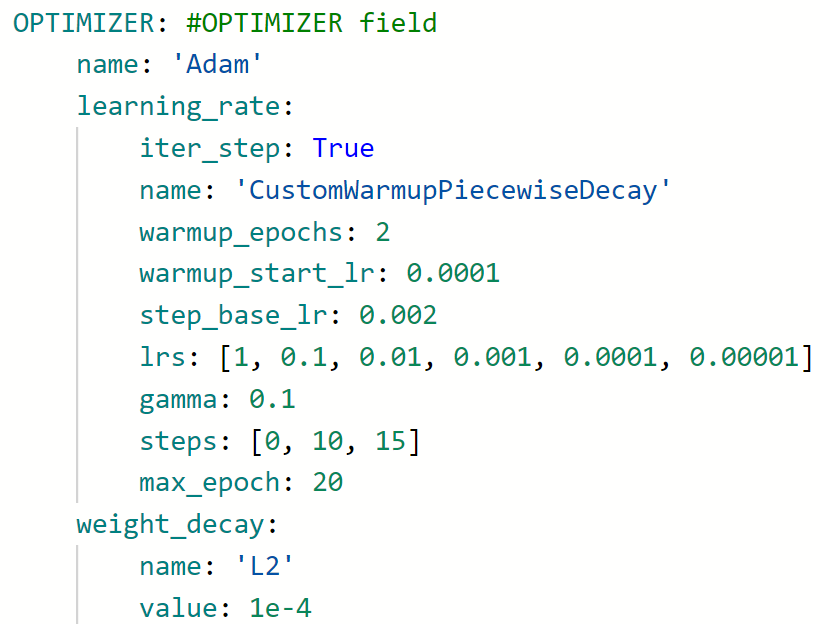 OPTIMIZER: #OPTIMIZER field
    name: 'Adam'
    learning_rate:
        iter_step: True
        name: 'CustomWarmupPiecewiseDecay'
        warmup_epochs: 2
        warmup_start_lr: 0.0001
        step_base_lr: 0.002
        lrs: [1, 0.1, 0.01, 0.001, 0.0001, 0.00001]
        gamma: 0.1
        steps: [0, 10, 15]
        max_epoch: 20
    weight_decay:
        name: 'L2'
        value: 1e-4